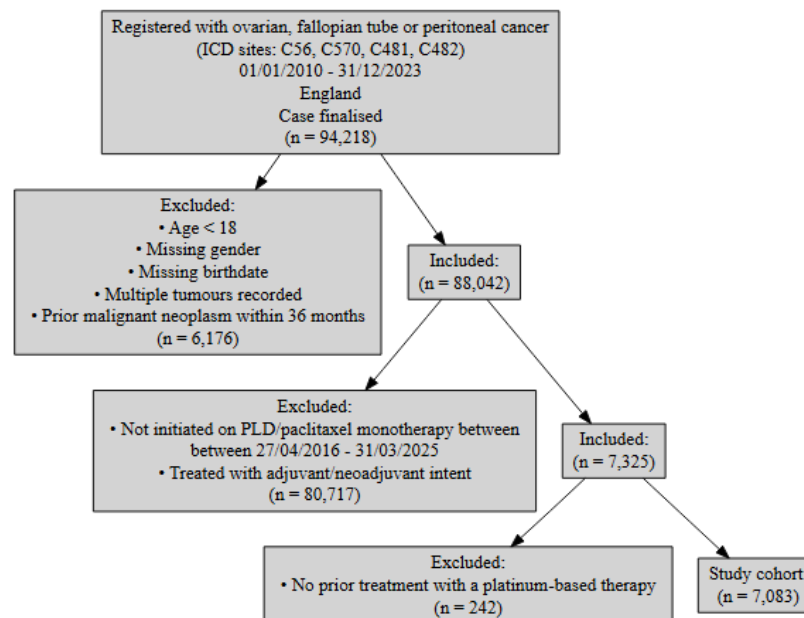 Registered with ovarian, fallopian tube or peritoneal cancer
(ICD sites: C56, C570, C481, C482)
01/01/2010 - 31/12/2023
England
Case finalised
(n = 94,218)
Excluded:
• Age < 18
• Missing gender
• Missing birthdate
• Multiple tumours recorded
• Prior malignant neoplasm within 36 months
(n = 6,176)
Included:
(n = 88,042)
Excluded:
• Not initiated on PLD/paclitaxel monotherapy between
between 27/04/2016 - 31/03/2025
• Treated with adjuvant/neoadjuvant intent
(n = 80,717)
Included:
(n = 7,325)
Excluded:
• No prior treatment with a platinum-based therapy
(n = 242)
Study cohort:
(n = 7,083)